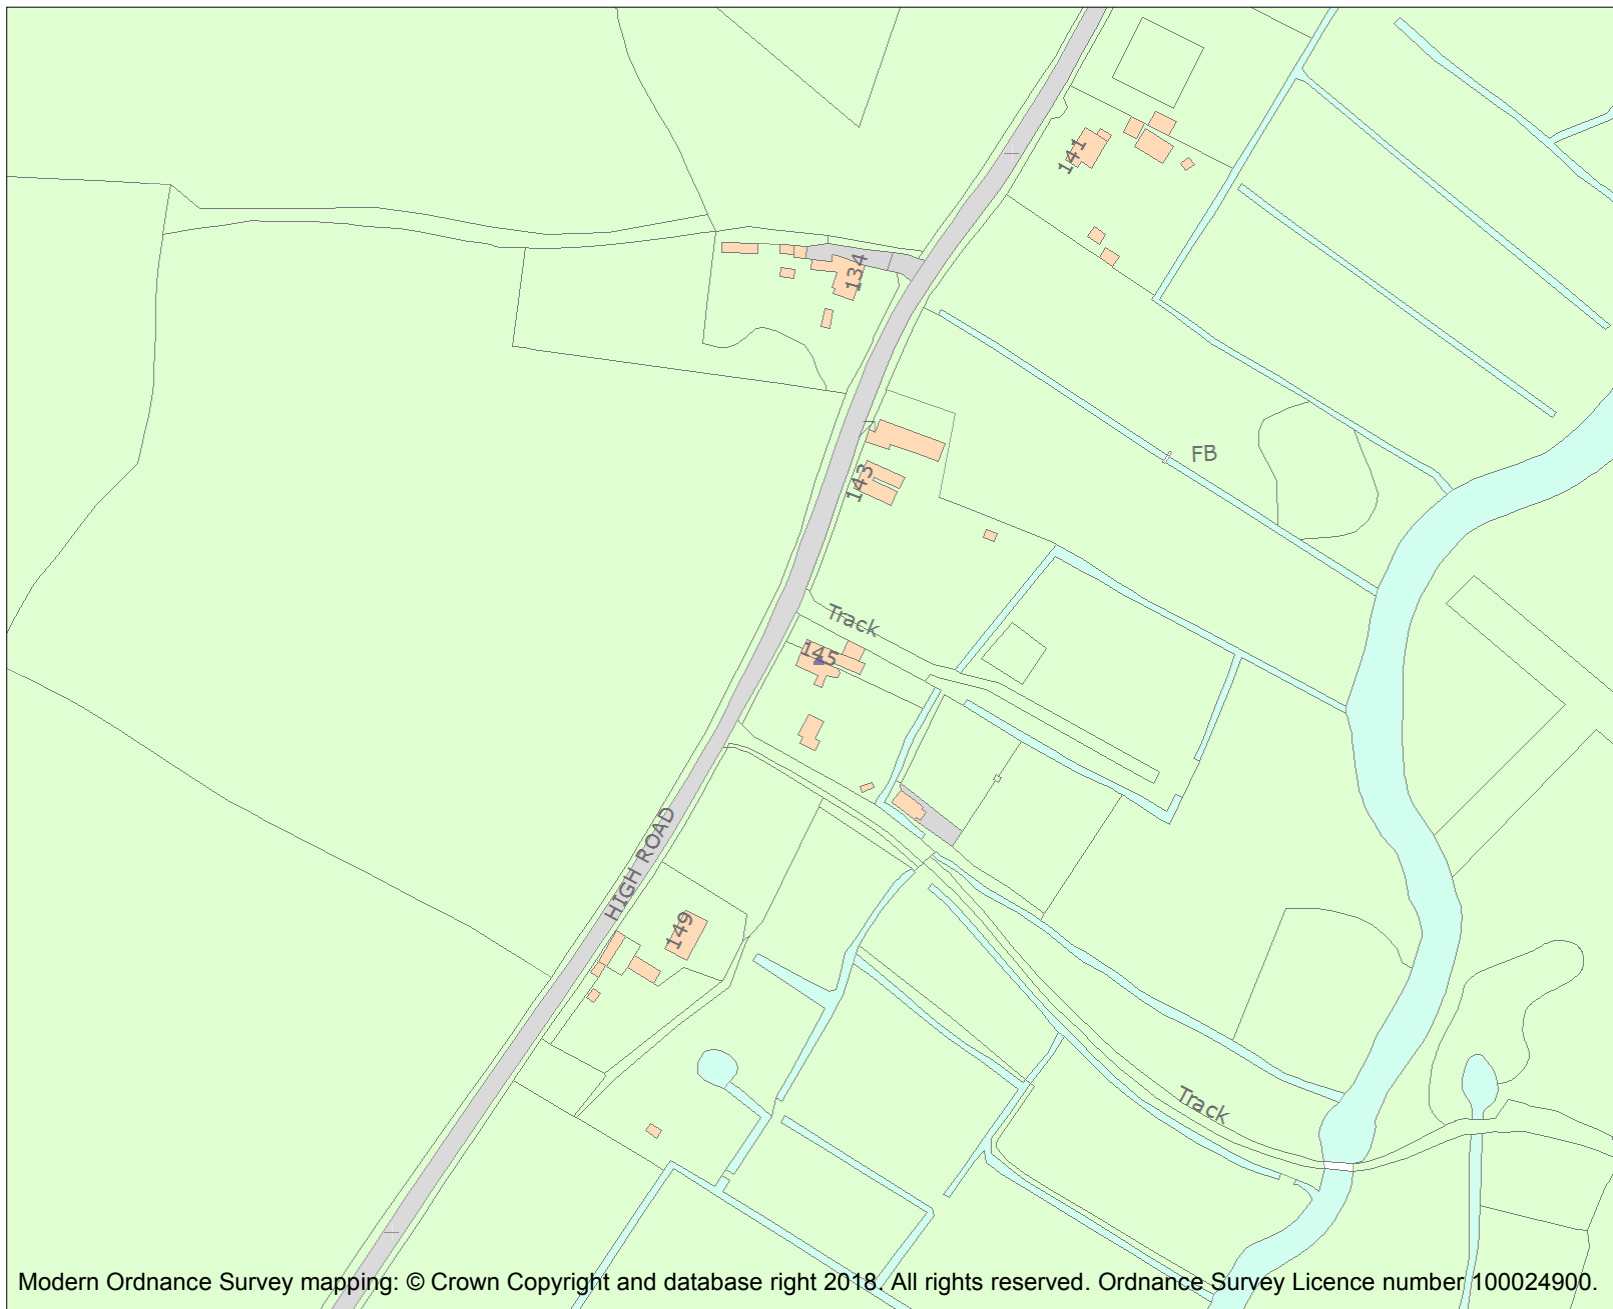 141
134
FB
143
Track
145
HIGH ROAD
149
Track
Modern Ordnance Survey mapping: © Crown Copyright and database right 2018. All rights reserved. Ordnance Survey Licence number 100024900.